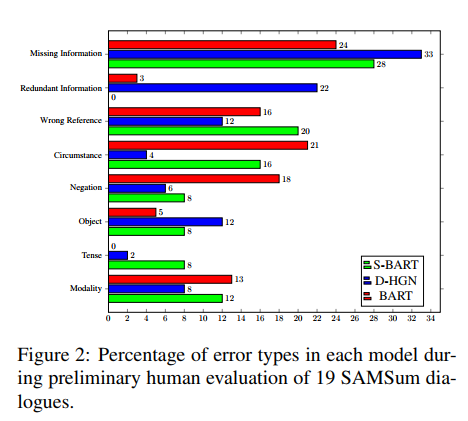 24
Missing Information 33
28
3
Redundant Information 22
0
16
Wrong Reference 12
20
21
Circumstance 4
16
18
Negation 6
8
5
Object 12
8
0
Tense 2
8
13
Modality 8
12
S-BART
D-HGN
BART
0 2 4 6 8 10 12 14 16 18 20 22 24 26 28 30 32 34
Figure 2: Percentage of error types in each model dur-
ing preliminary human evaluation of 19 SAMSum dia-
logues.